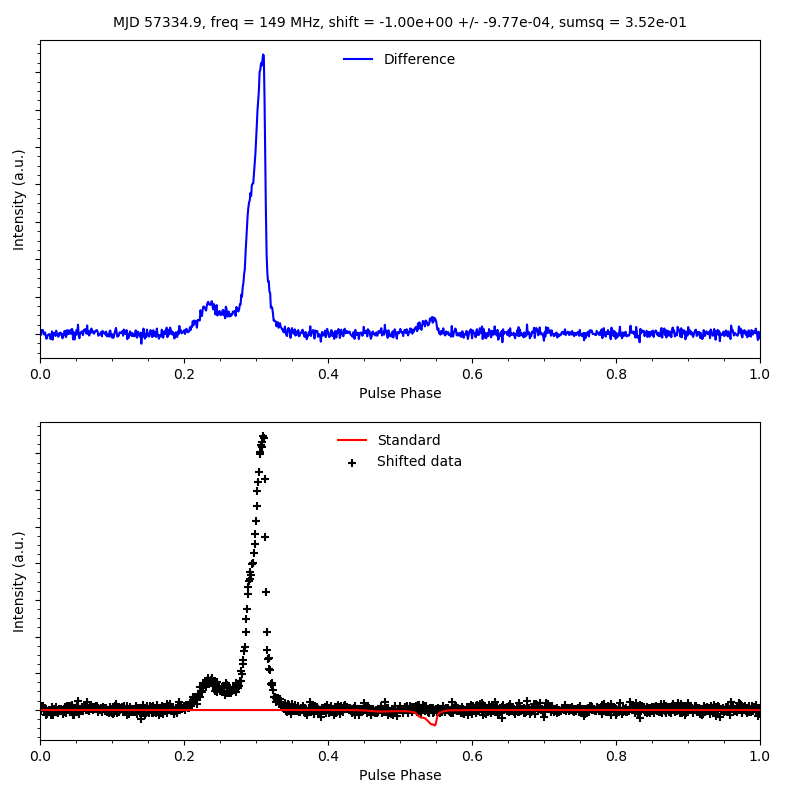 MJD 57334.9, freq = 149 MHz, shift = -1.00e+00 +/- -9.77e-04, sumsq = 3.52e-01
Difference
Intensity (a.u.)
0.0 0.2 0.4 0.6 0.8 1.0
Pulse Phase
Standard
Shifted data
Intensity (a.u.)
0.0 0.2 0.4 0.6 0.8 1.0
Pulse Phase